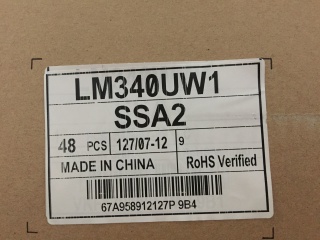 LM340UW1
SSA2
48 PCS 127/07-12 9
MADE IN CHINA RoHS Verified
67A958912127P 9B4